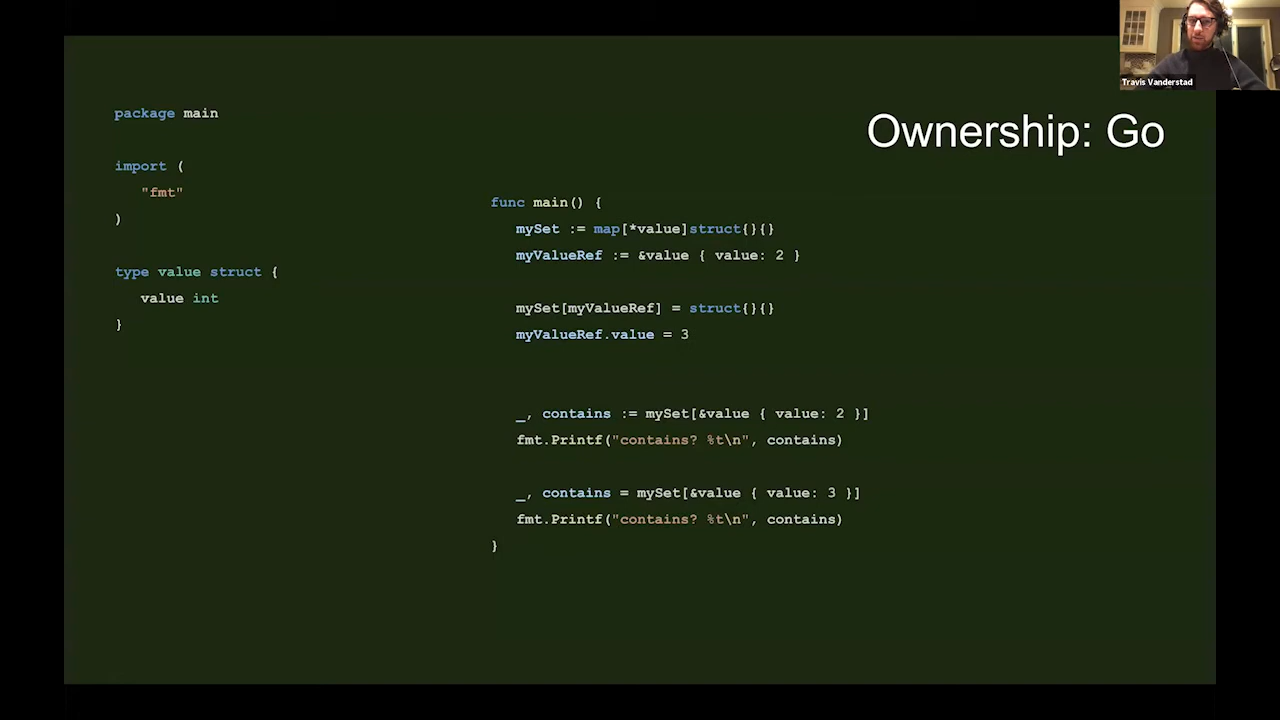 Travis Vanderstad
Ownership: Go
package main
import (
"fmt"
)
type value struct {
value int
}
func main() {
mySet := map[*value]struct{}{}
myValueRef := &value { value: 2 }
mySet[myValueRef] = struct{}{}
myValueRef.value = 3
_, contains := mySet[&value { value: 2 }]
fmt.Printf("contains? %t\n", contains)
_, contains = mySet[&value { value: 3 }]
fmt.Printf("contains? %t\n", contains)
}